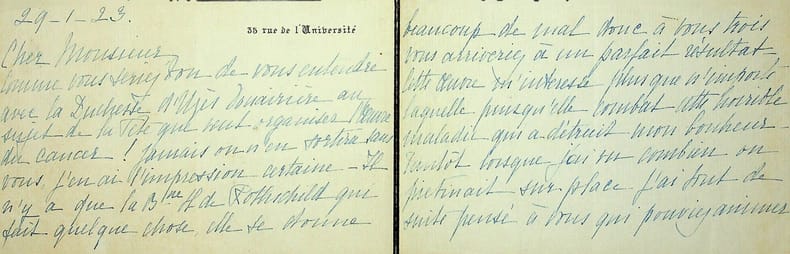 29-1-23.
35 rue de l'Université
Cher Monsieur
Comme vous seriez bon de vous entendre
avec la Duchesse d'Uzès Douairière au
sujet de la Fête que veut organiser l'Œuvre
du cancer ! Jamais on n'en sortira sans
vous, j'en ai l'impression certaine - Il
n'y a que la Bnne H de Rothschild qui
fait quelque chose, elle se donne
beaucoup de mal donc à vous trois
vous arriveriez à un parfait résultat
cette Œuvre m'intéresse plus que n'importe
laquelle puisqu'elle combat cette horrible
maladie qui a détruit mon bonheur -
tantôt lorsque j'ai vu combien on
piétinait sur place j'ai tout de
suite pensé à vous qui pouviez animer